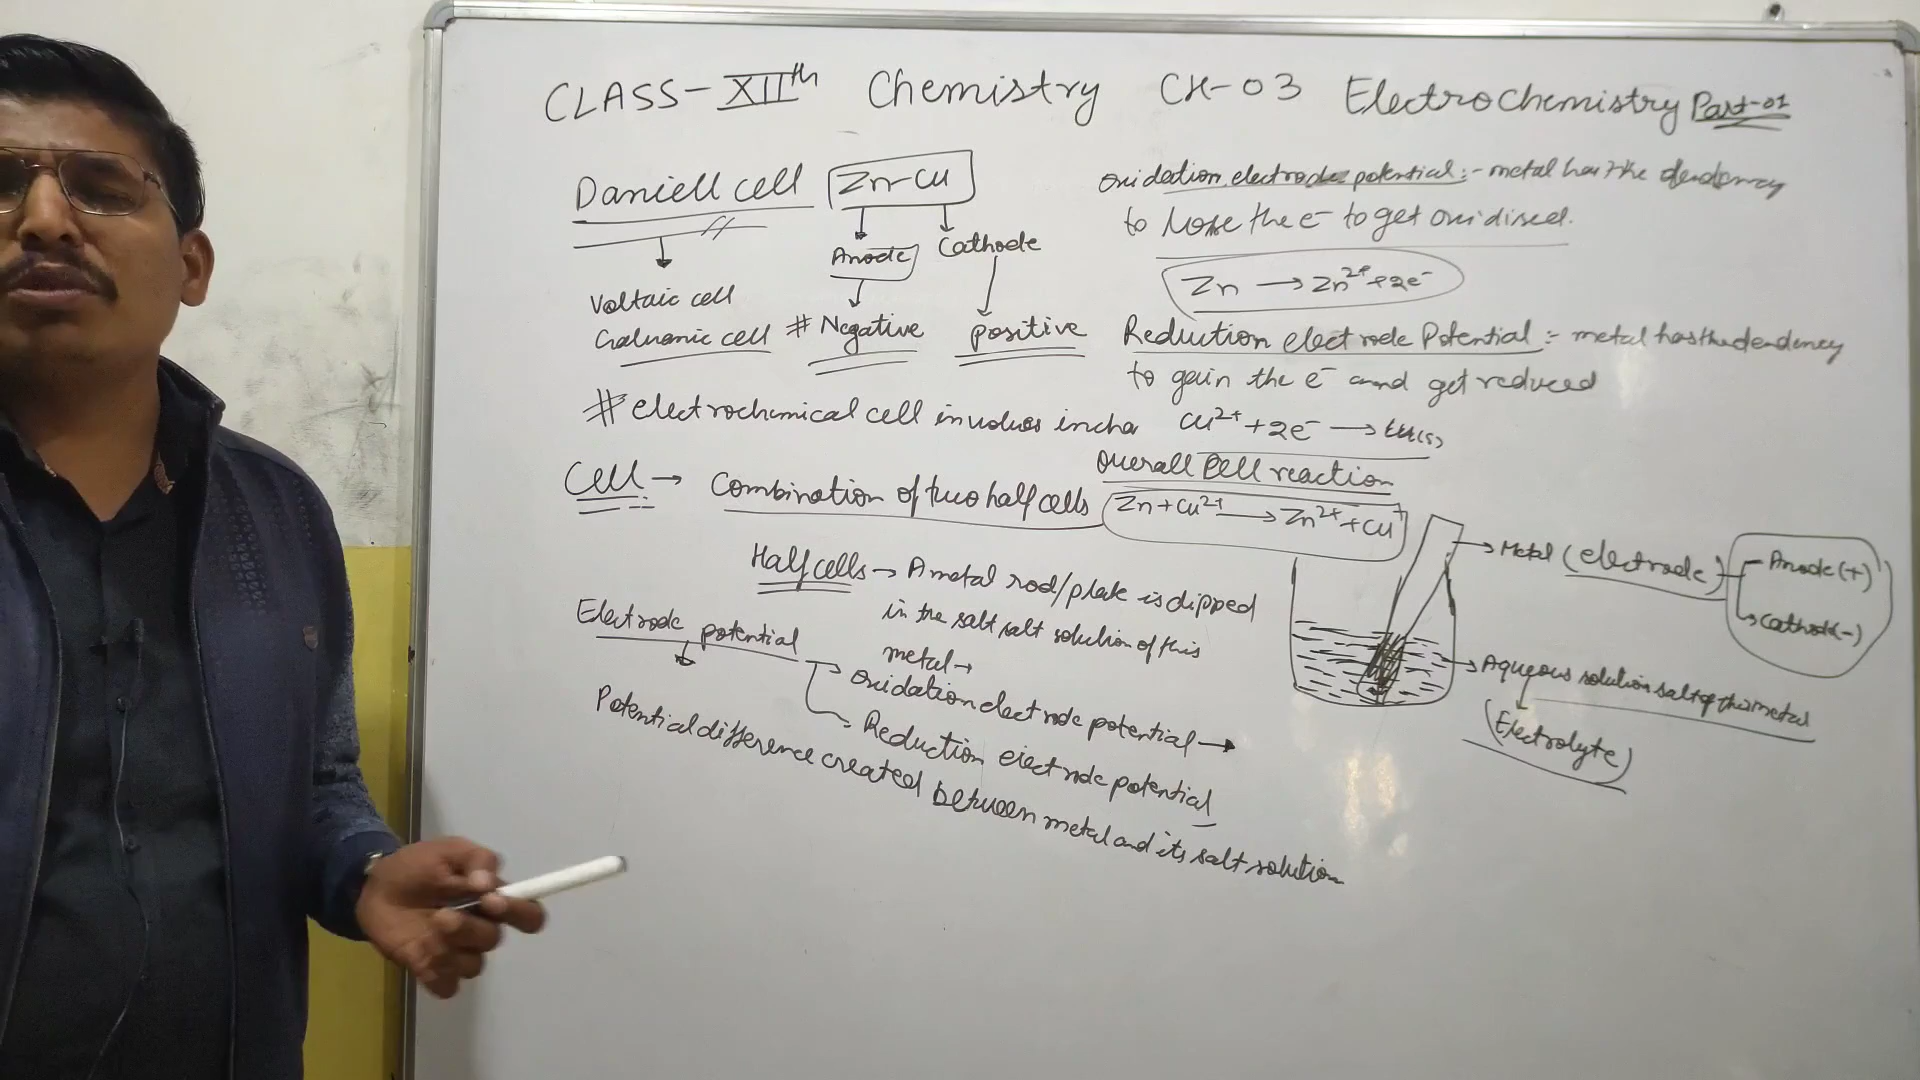 CLASS-XIIth Chemistry CH-03 Electrochemistry Part-01
Daniell cell Zn-Cu
Anode Cathode
Voltaic cell
Galvanic cell # Negative positive
# electrochemical cell involves
Cell → Combination of two half cells
Half cells → A metal rod/plate is dipped
in the salt salt solution of this
metal →
Electrode potential
oxidation electrode potential →
Reduction electrode potential
Potential difference created between metal and its salt solution
oxidation electrode potential :- metal has the dendency
to loose the e- to get oxidised.
Zn → Zn2+ + 2e-
Reduction electrode Potential :- metal has the dendency
to gain the e- and get reduced
Cu2+ + 2e- → Cu(s)
Overall Cell reaction
Zn + Cu2+ → Zn2+ + Cu
→ Metal (electrode) Anode (+)
Cathode (-)
→ Aqueous solution salt of this metal
(Electrolyte)